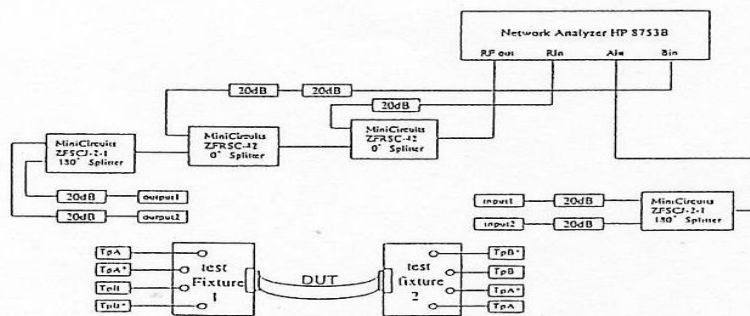 Network Analyzer HP 8753B
RF out RIn AIn BIn
20dB 20dB
20dB
MiniCircuits
ZFSCJ-2-1
180° Splitter
MiniCircuits
ZFRSC-42
0° Splitter
MiniCircuits
ZFRSC-42
0° Splitter
20dB output1
20dB output2
input1 20dB
input2 20dB
MiniCircuits
ZFSCJ-2-1
180° Splitter
TpA
TpA*
TpB
TpB*
test
Fixture
1
DUT
test
fixture
2
TpB*
TpB
TpA*
TpA